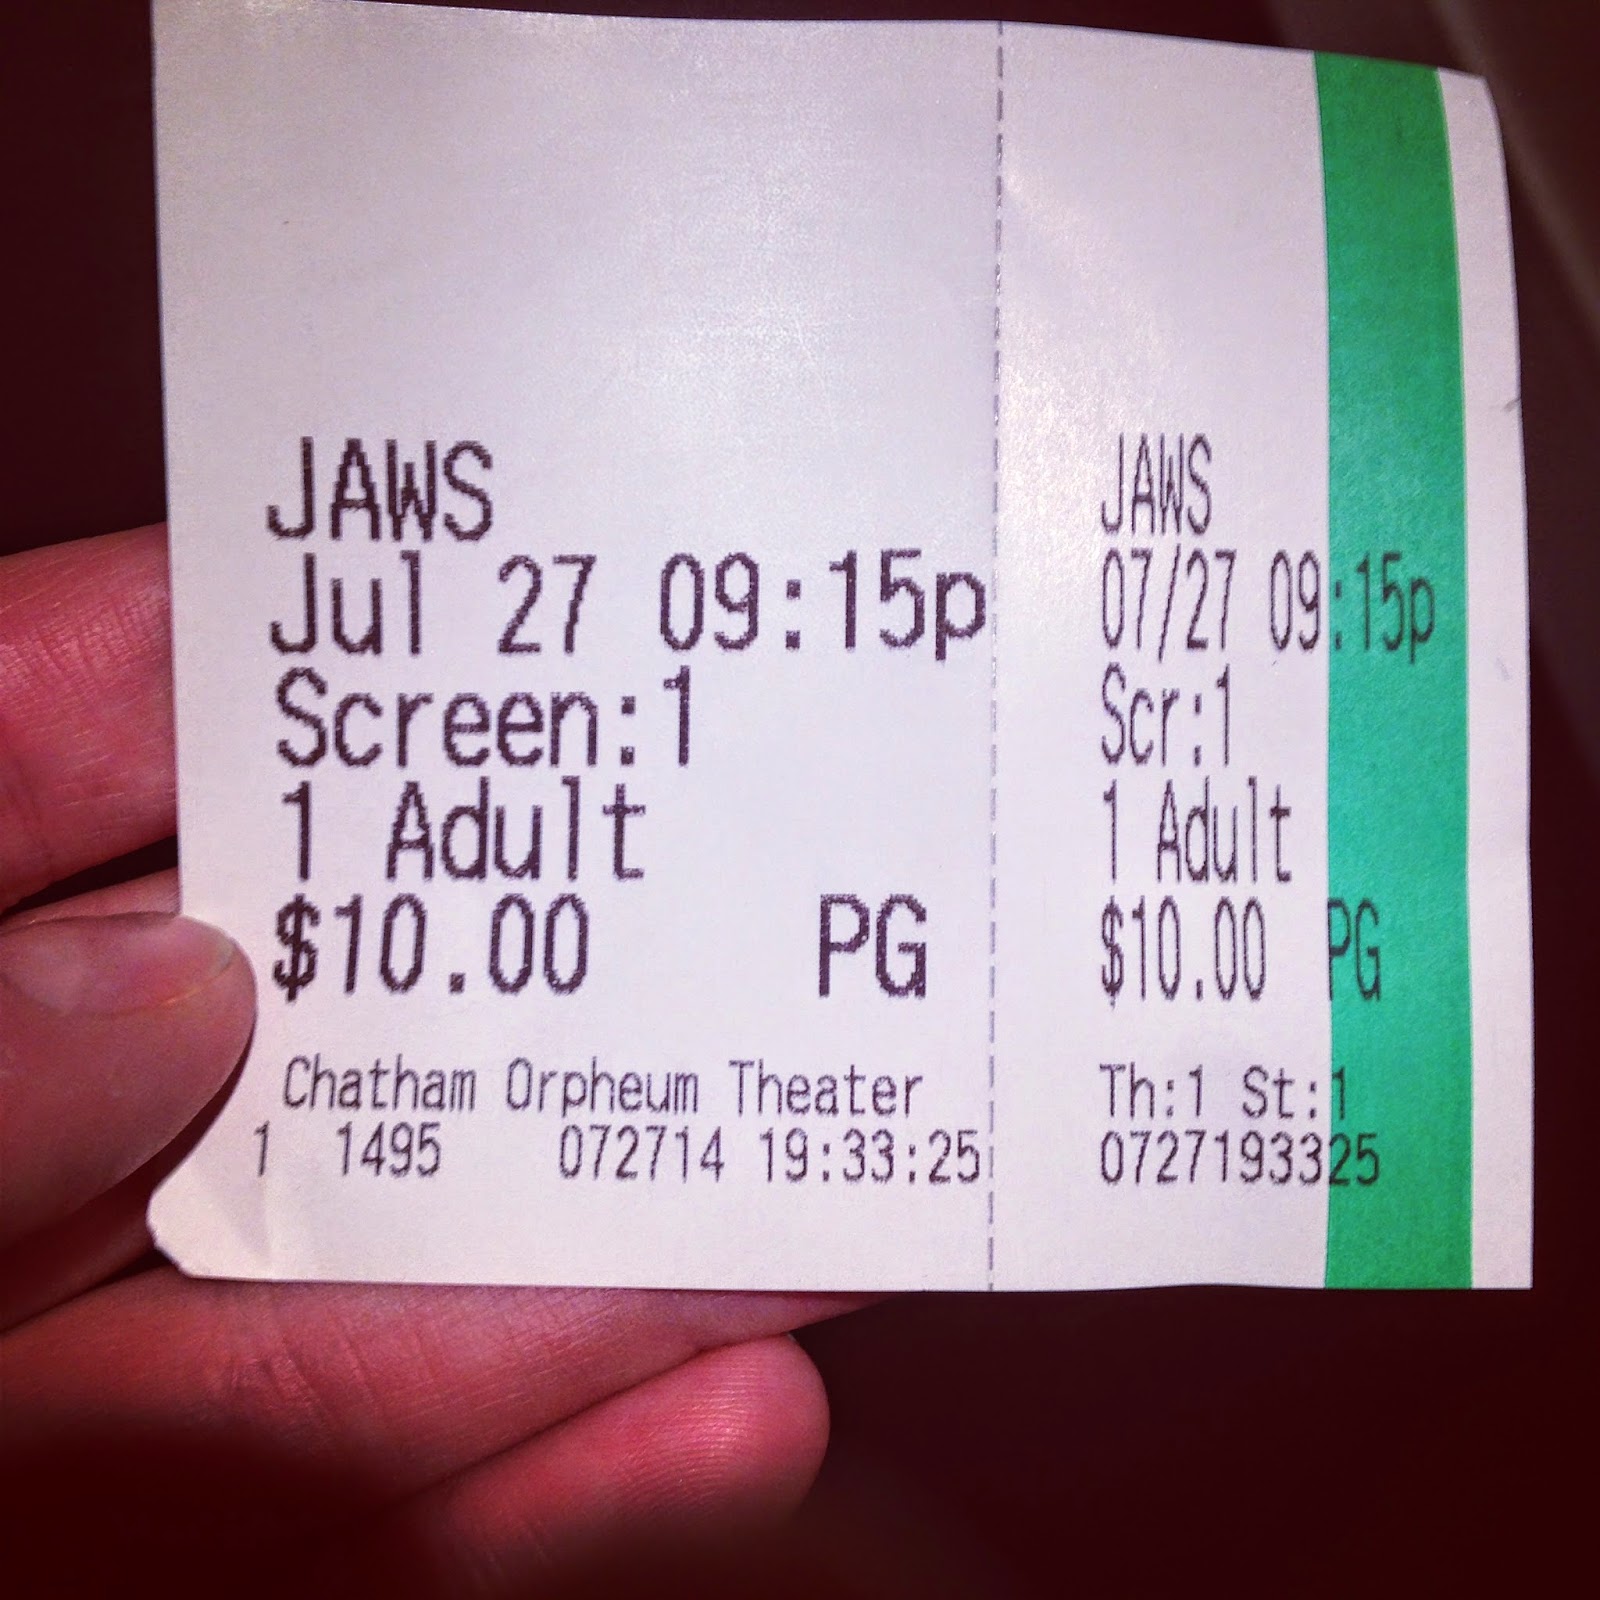 JAWS
Jul 27 09:15p
Screen:1
1 Adult
$10.00 PG
Chatham Orpheum Theater
1 1495 072714 19:33:25
JAWS
07/27 09:15p
Scr:1
1 Adult
$10.00 PG
Th:1 St:1
0727193325